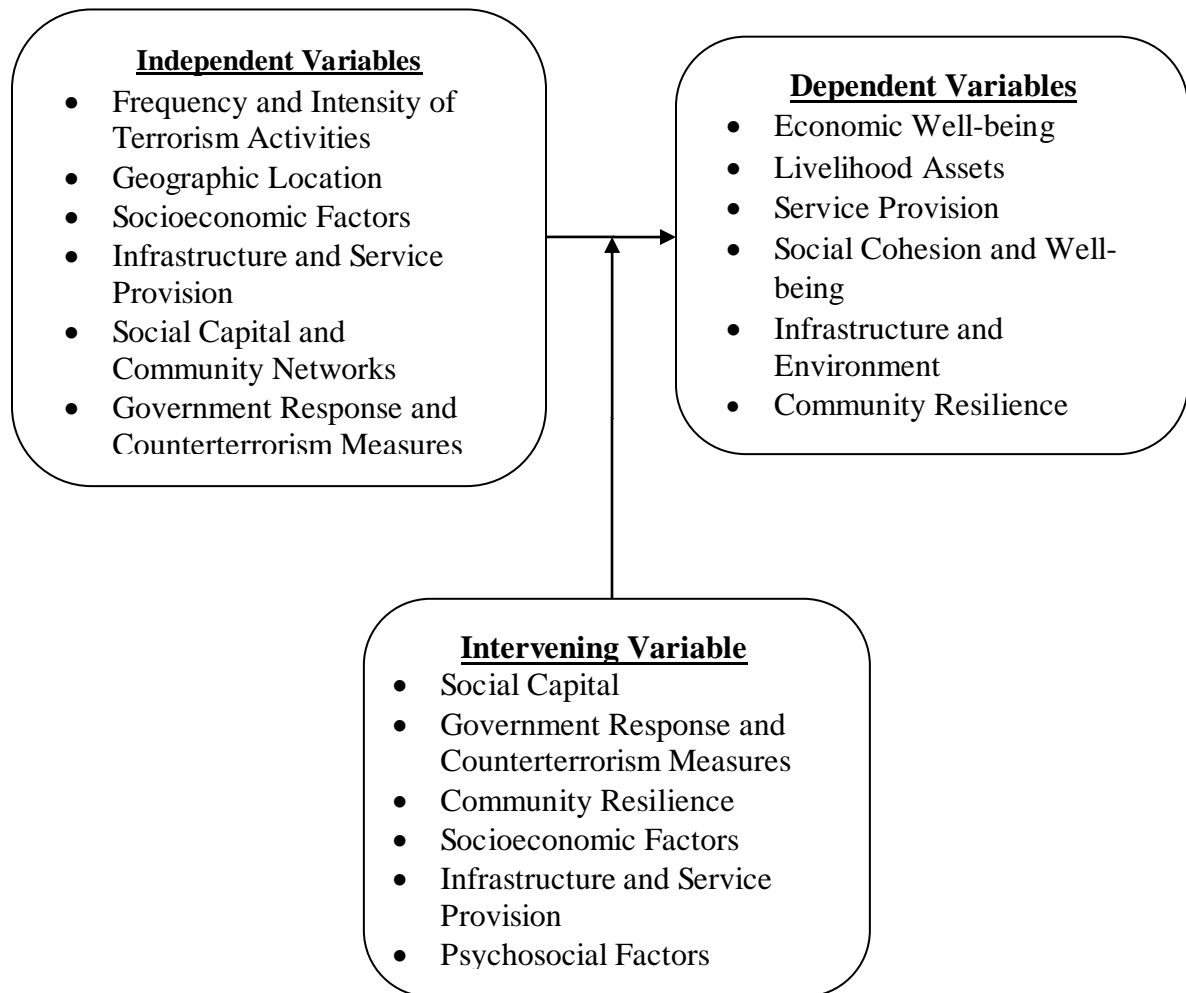 Independent Variables
• Frequency and Intensity of
Terrorism Activities
• Geographic Location
• Socioeconomic Factors
• Infrastructure and Service
Provision
• Social Capital and
Community Networks
• Government Response and
Counterterrorism Measures
Dependent Variables
• Economic Well-being
• Livelihood Assets
• Service Provision
• Social Cohesion and Well-
being
• Infrastructure and
Environment
• Community Resilience
Intervening Variable
• Social Capital
• Government Response and
Counterterrorism Measures
• Community Resilience
• Socioeconomic Factors
• Infrastructure and Service
Provision
• Psychosocial Factors